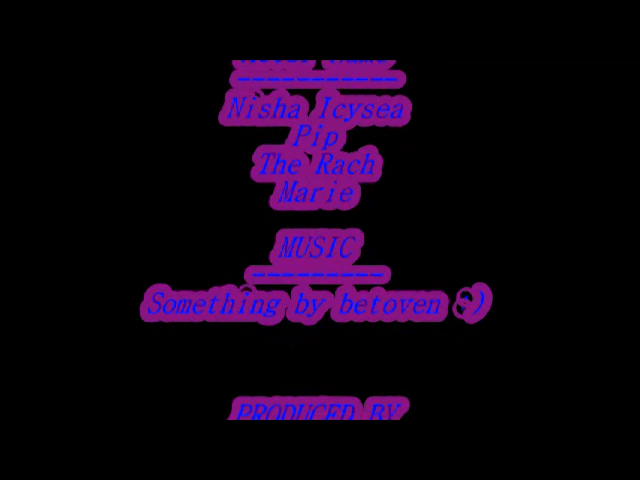 -----------
Nisha Icysea
Pip
The Rach
Marie
MUSIC
---------
Something by betoven :)
PRODUCED BY